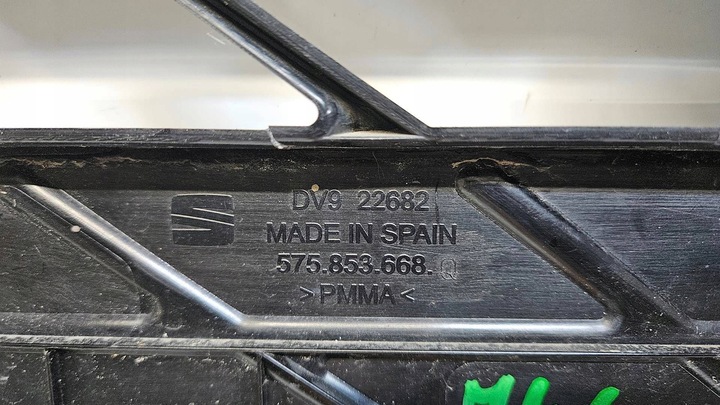 DV9 22682
MADE IN SPAIN
575.853.668.Q
>PMMA<